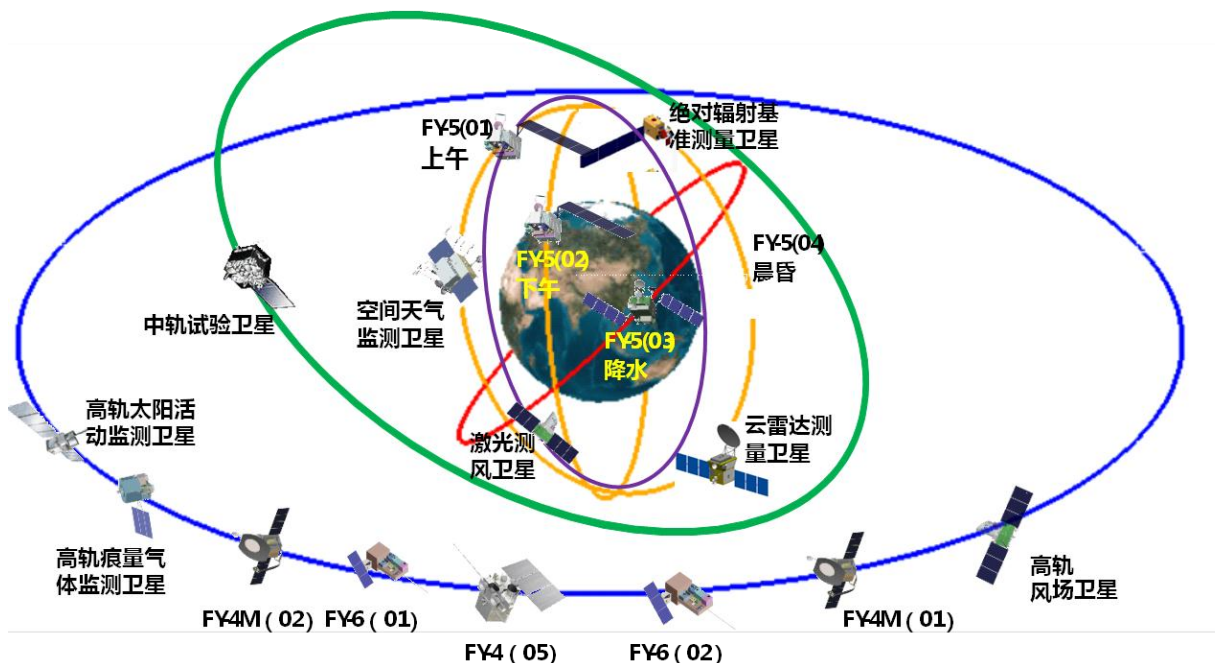 FY-5(01)
上午
绝对辐射基
准测量卫星
FY-5(04)
晨昏
FY-5(02)
下午
空间天气
监测卫星
中轨试验卫星
FY-5(03)
降水
高轨太阳活
动监测卫星
激光测
风卫星
云雷达测
量卫星
高轨痕量气
体监测卫星
高轨
风场卫星
FY-4M（02）
FY-6（01）
FY-4M（01）
FY-4（05）
FY-6（02）